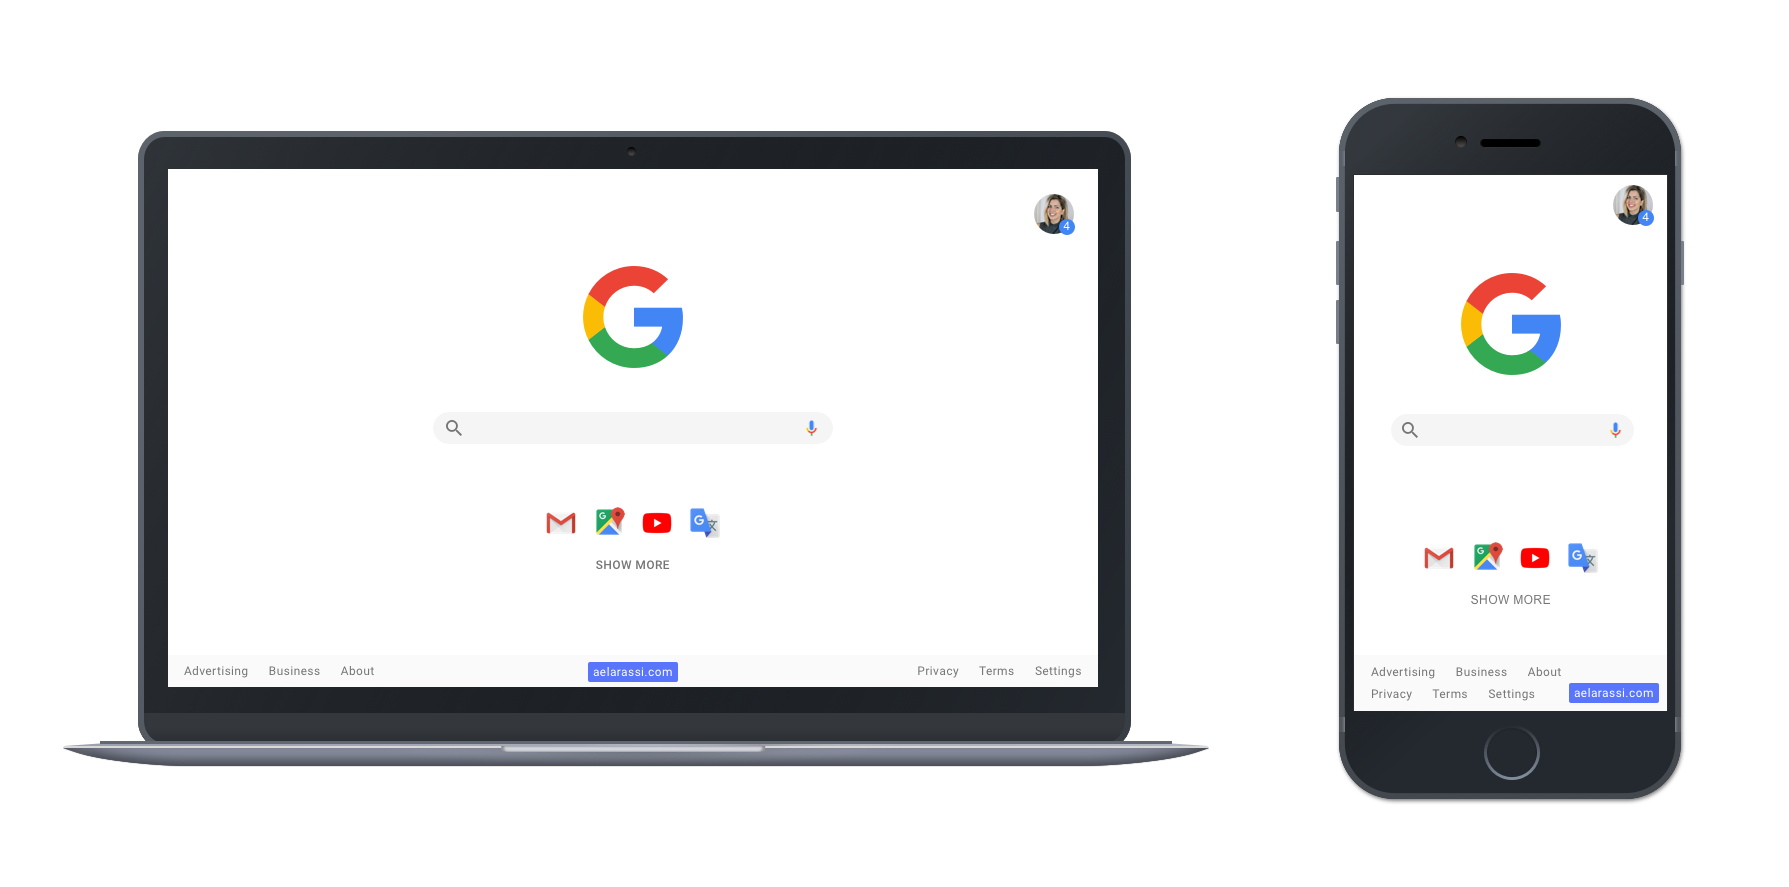 4
G
SHOW MORE
Advertising Business About aelarassi.com Privacy Terms Settings
4
G
SHOW MORE
Advertising Business About
Privacy Terms Settings aelarassi.com